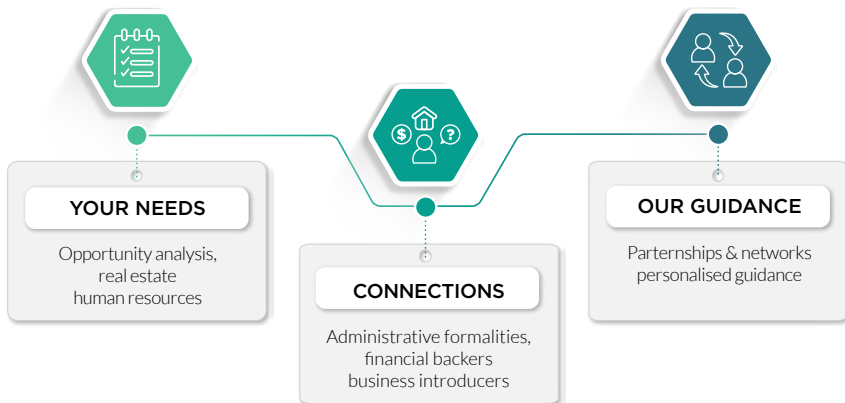 $
?
YOUR NEEDS
Opportunity analysis,
real estate
human resources
CONNECTIONS
Administrative formalities,
financial backers
business introducers
OUR GUIDANCE
Parternships & networks
personalised guidance